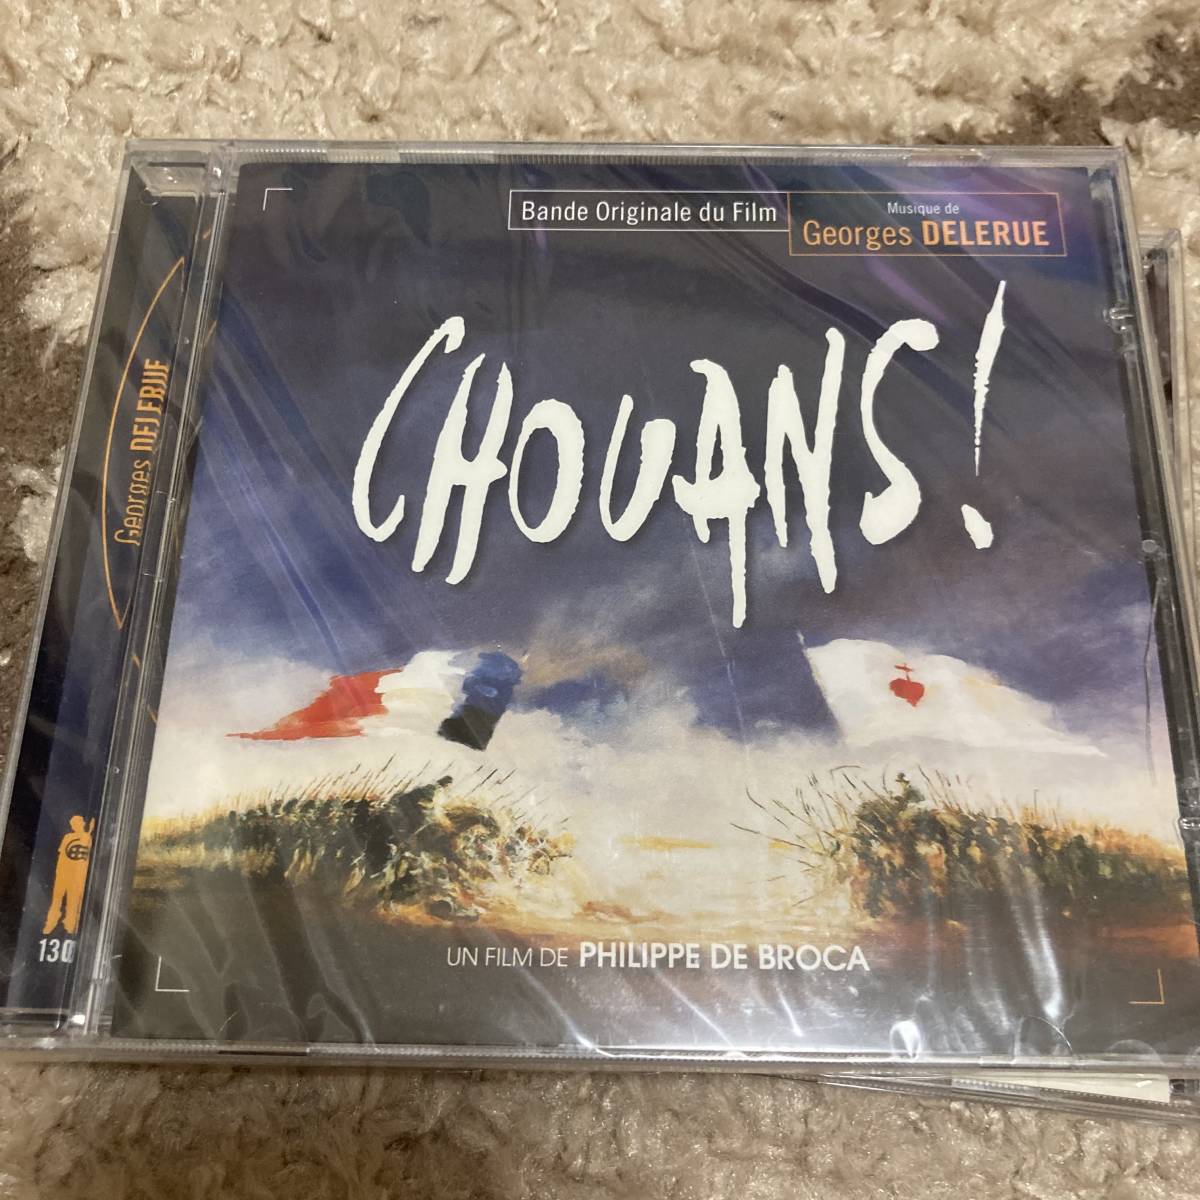 Bande Originale du Film
Musique de
Georges DELERUE
CHOUANS!
UN FILM DE PHILIPPE DE BROCA
Georges DELERUE
130